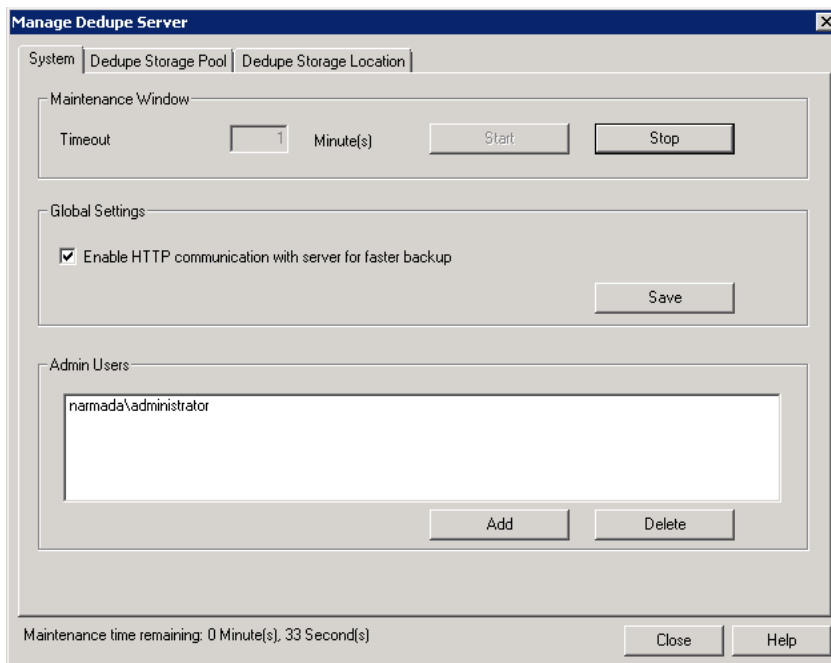 Manage Dedupe Server
System Dedupe Storage Pool Dedupe Storage Location
Maintenance Window
Timeout 1 Minute(s) Start Stop
Global Settings
Enable HTTP communication with server for faster backup
Save
Admin Users
narmada\administrator
Add Delete
Maintenance time remaining: 0 Minute(s), 33 Second(s)
Close Help